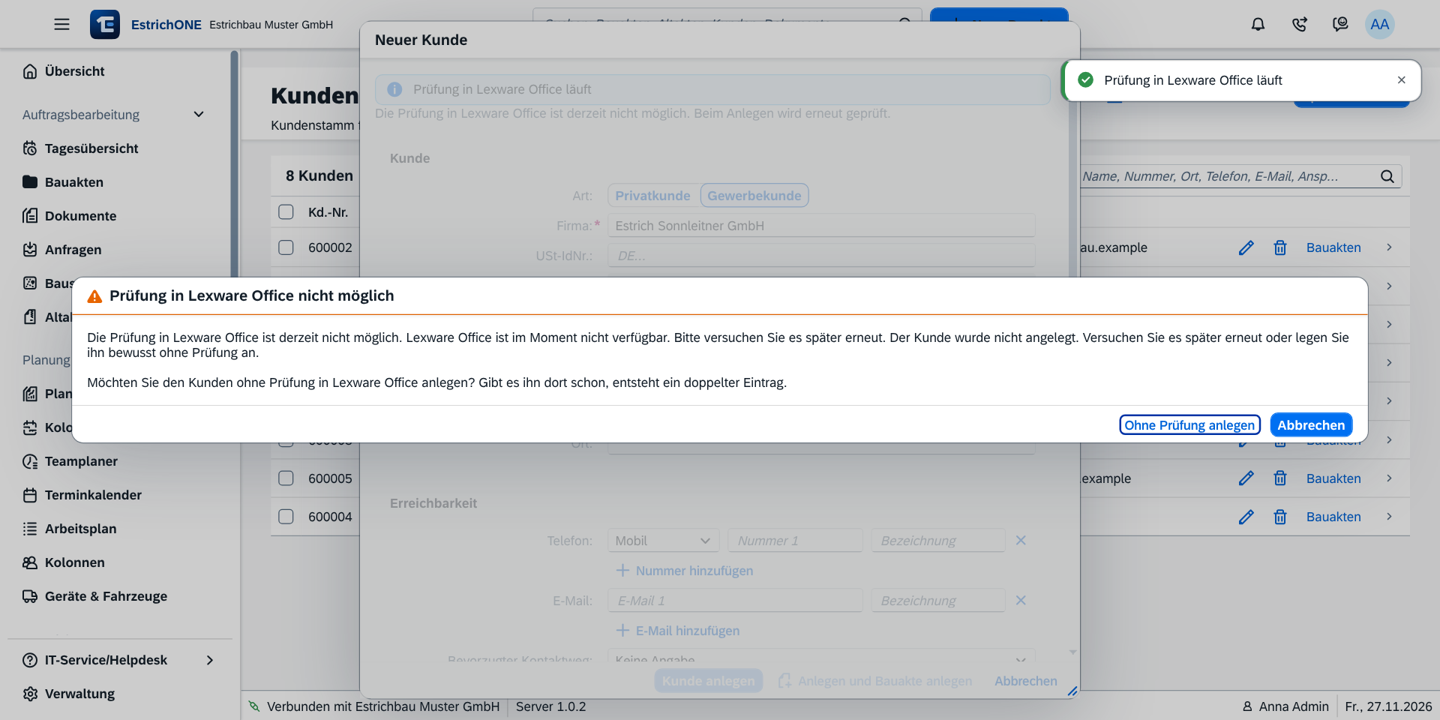 EstrichONE Estrichbau Muster GmbH
AA
Neuer Kunde
Prüfung in Lexware Office läuft
Prüfung in Lexware Office läuft
Die Prüfung in Lexware Office ist derzeit nicht möglich. Beim Anlegen wird erneut geprüft.
Übersicht
Auftragsbearbeitung
Tagesübersicht
Bauakten
Dokumente
Anfragen
Planung
Teamplaner
Terminkalender
Arbeitsplan
Kolonnen
Geräte & Fahrzeuge
IT-Service/Helpdesk
Verwaltung
Kunden
Kundenstamm
8 Kunden
Name, Nummer, Ort, Telefon, E-Mail, Ansp...
Kd.-Nr.
600002
au.example
Bauakten
Kunde
Art: Privatkunde Gewerbekunde
Firma:* Estrich Sonnleitner GmbH
USt-IdNr.: DE...
Prüfung in Lexware Office nicht möglich
Die Prüfung in Lexware Office ist derzeit nicht möglich. Lexware Office ist im Moment nicht verfügbar. Bitte versuchen Sie es später erneut. Der Kunde wurde nicht angelegt. Versuchen Sie es später erneut oder legen Sie
ihn bewusst ohne Prüfung an.
Möchten Sie den Kunden ohne Prüfung in Lexware Office anlegen? Gibt es ihn dort schon, entsteht ein doppelter Eintrag.
Ohne Prüfung anlegen Abbrechen
600005
example
Bauakten
600004
Bauakten
Erreichbarkeit
Telefon: Mobil Nummer 1 Bezeichnung
Nummer hinzufügen
E-Mail: E-Mail 1 Bezeichnung
E-Mail hinzufügen
Bevorzugter Kontaktweg: Keine Angabe
Kunde anlegen Anlegen und Bauakte anlegen Abbrechen
Verbunden mit Estrichbau Muster GmbH Server 1.0.2
Anna Admin Fr., 27.11.2026